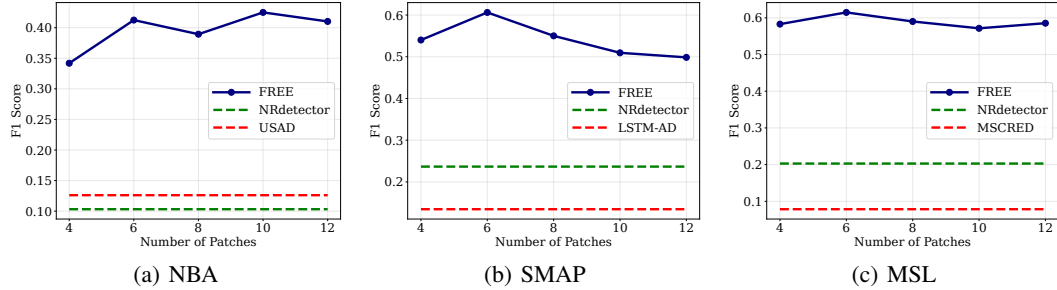 0.40
0.35
0.30
0.25
0.20
0.15
0.10
F1 Score
FREE
NRdetector
USAD
4 6 8 10 12
Number of Patches
(a) NBA
0.6
0.5
0.4
0.3
0.2
F1 Score
FREE
NRdetector
LSTM-AD
4 6 8 10 12
Number of Patches
(b) SMAP
0.6
0.5
0.4
0.3
0.2
0.1
F1 Score
FREE
NRdetector
MSCRED
4 6 8 10 12
Number of Patches
(c) MSL